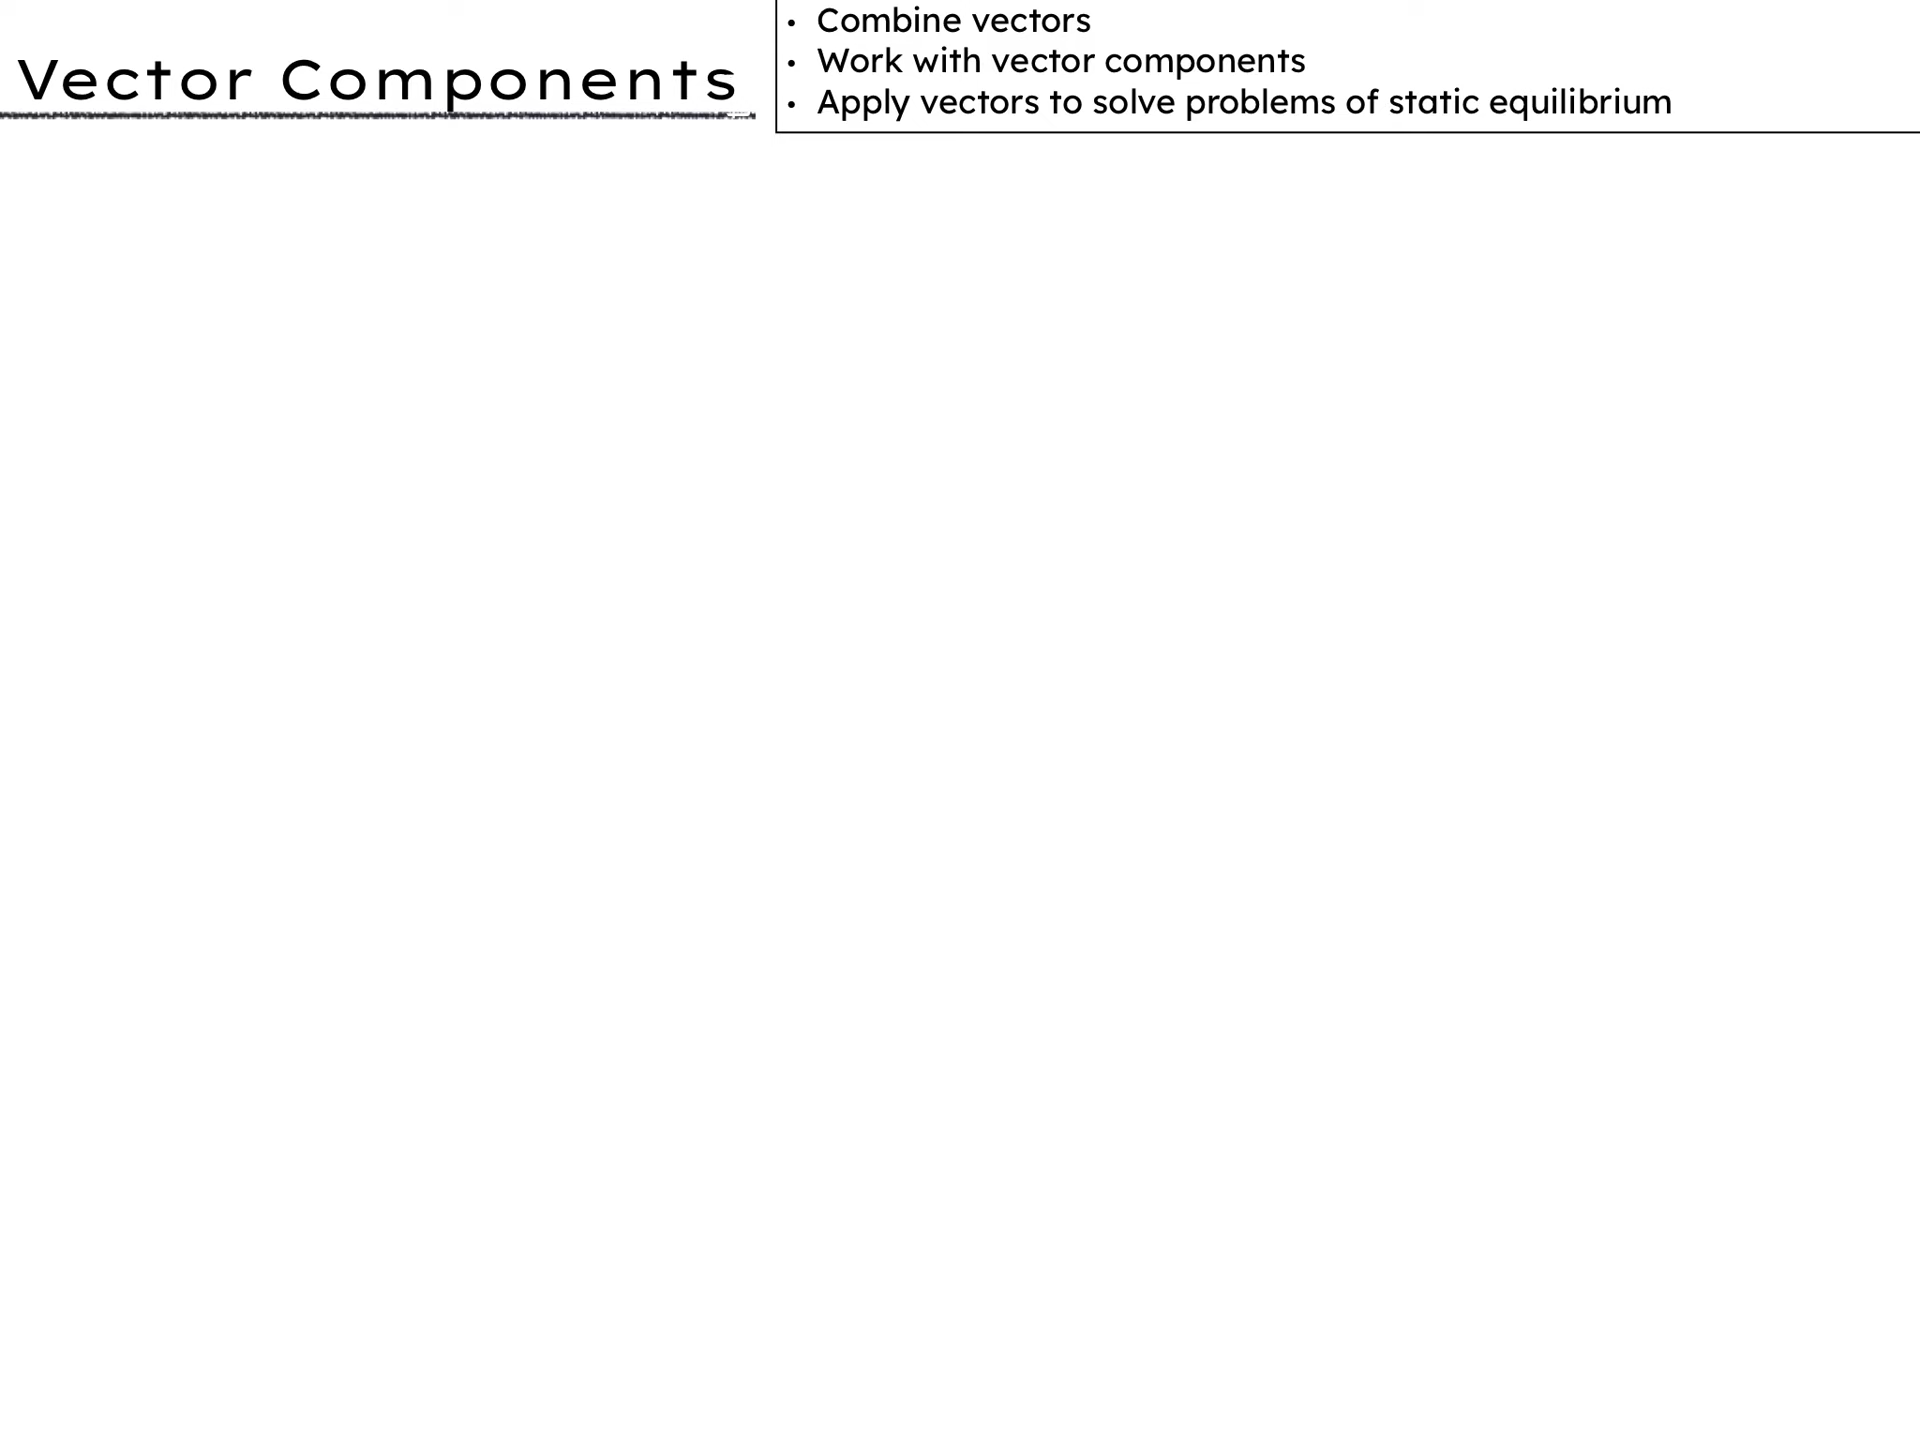 Vector Components
• Combine vectors
• Work with vector components
• Apply vectors to solve problems of static equilibrium